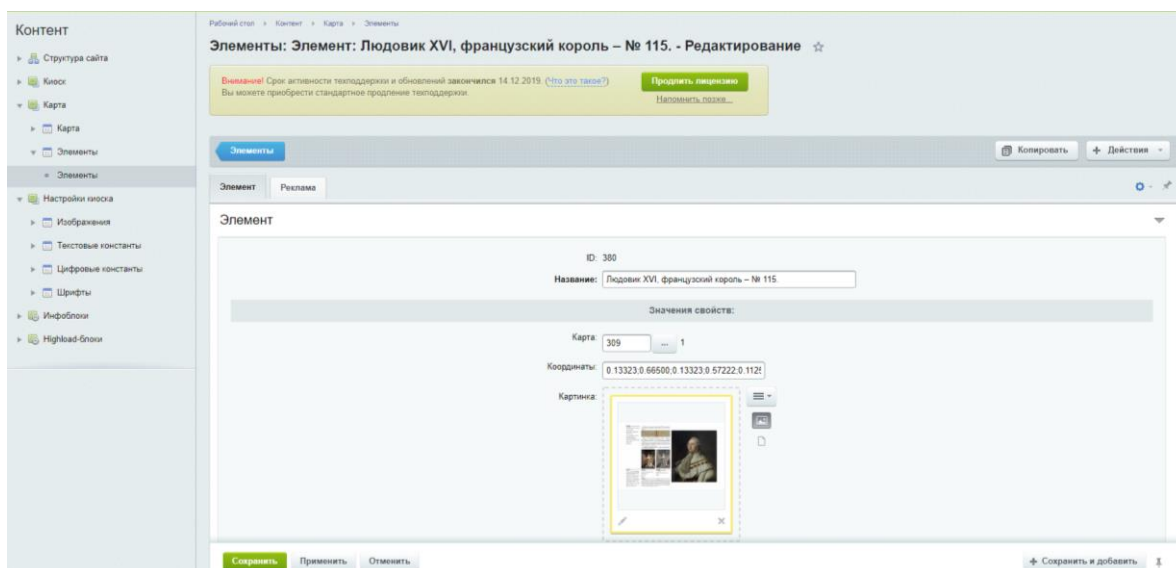 Контент
Структура сайта
Киоск
Карта
Карта
Элементы
Элементы
Настройки киоска
Изображения
Текстовые константы
Цифровые константы
Шрифты
Инфоблоки
Highload-блоки
Рабочий стол Контент Карта Элементы
Элементы: Элемент: Людовик XVI, французский король – № 115. - Редактирование
Внимание! Срок активности техподдержки и обновлений закончился 14.12.2019. (Что это такое?)
Вы можете приобрести стандартное продление техподдержки.
Продлить лицензию
Напомнить позже...
Элементы
Копировать
Действия
Элемент Реклама
Элемент
ID: 380
Название: Людовик XVI, французский король – № 115.
Значения свойств:
Карта: 309 ... 1
Координаты: 0.13323;0.66500;0.13323;0.57222;0.1125
Картинка:
Сохранить Применить Отменить
Сохранить и добавить